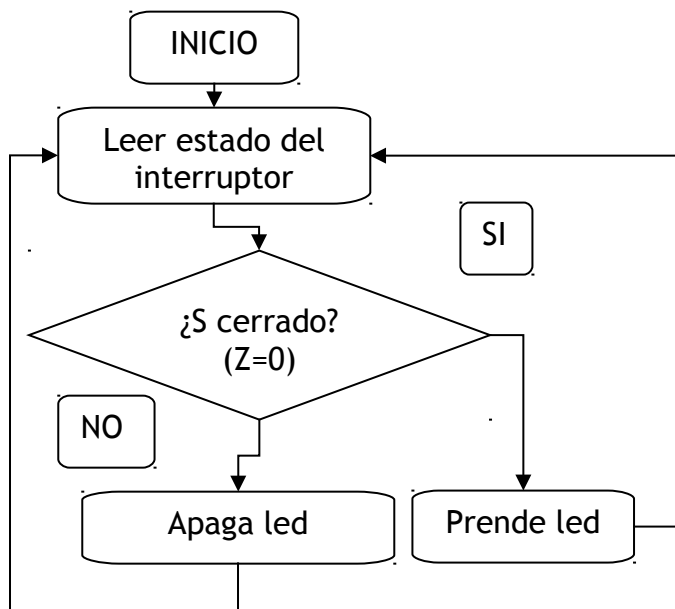 INICIO
Leer estado del
interruptor
SI
¿S cerrado?
(Z=0)
NO
Apaga led
Prende led